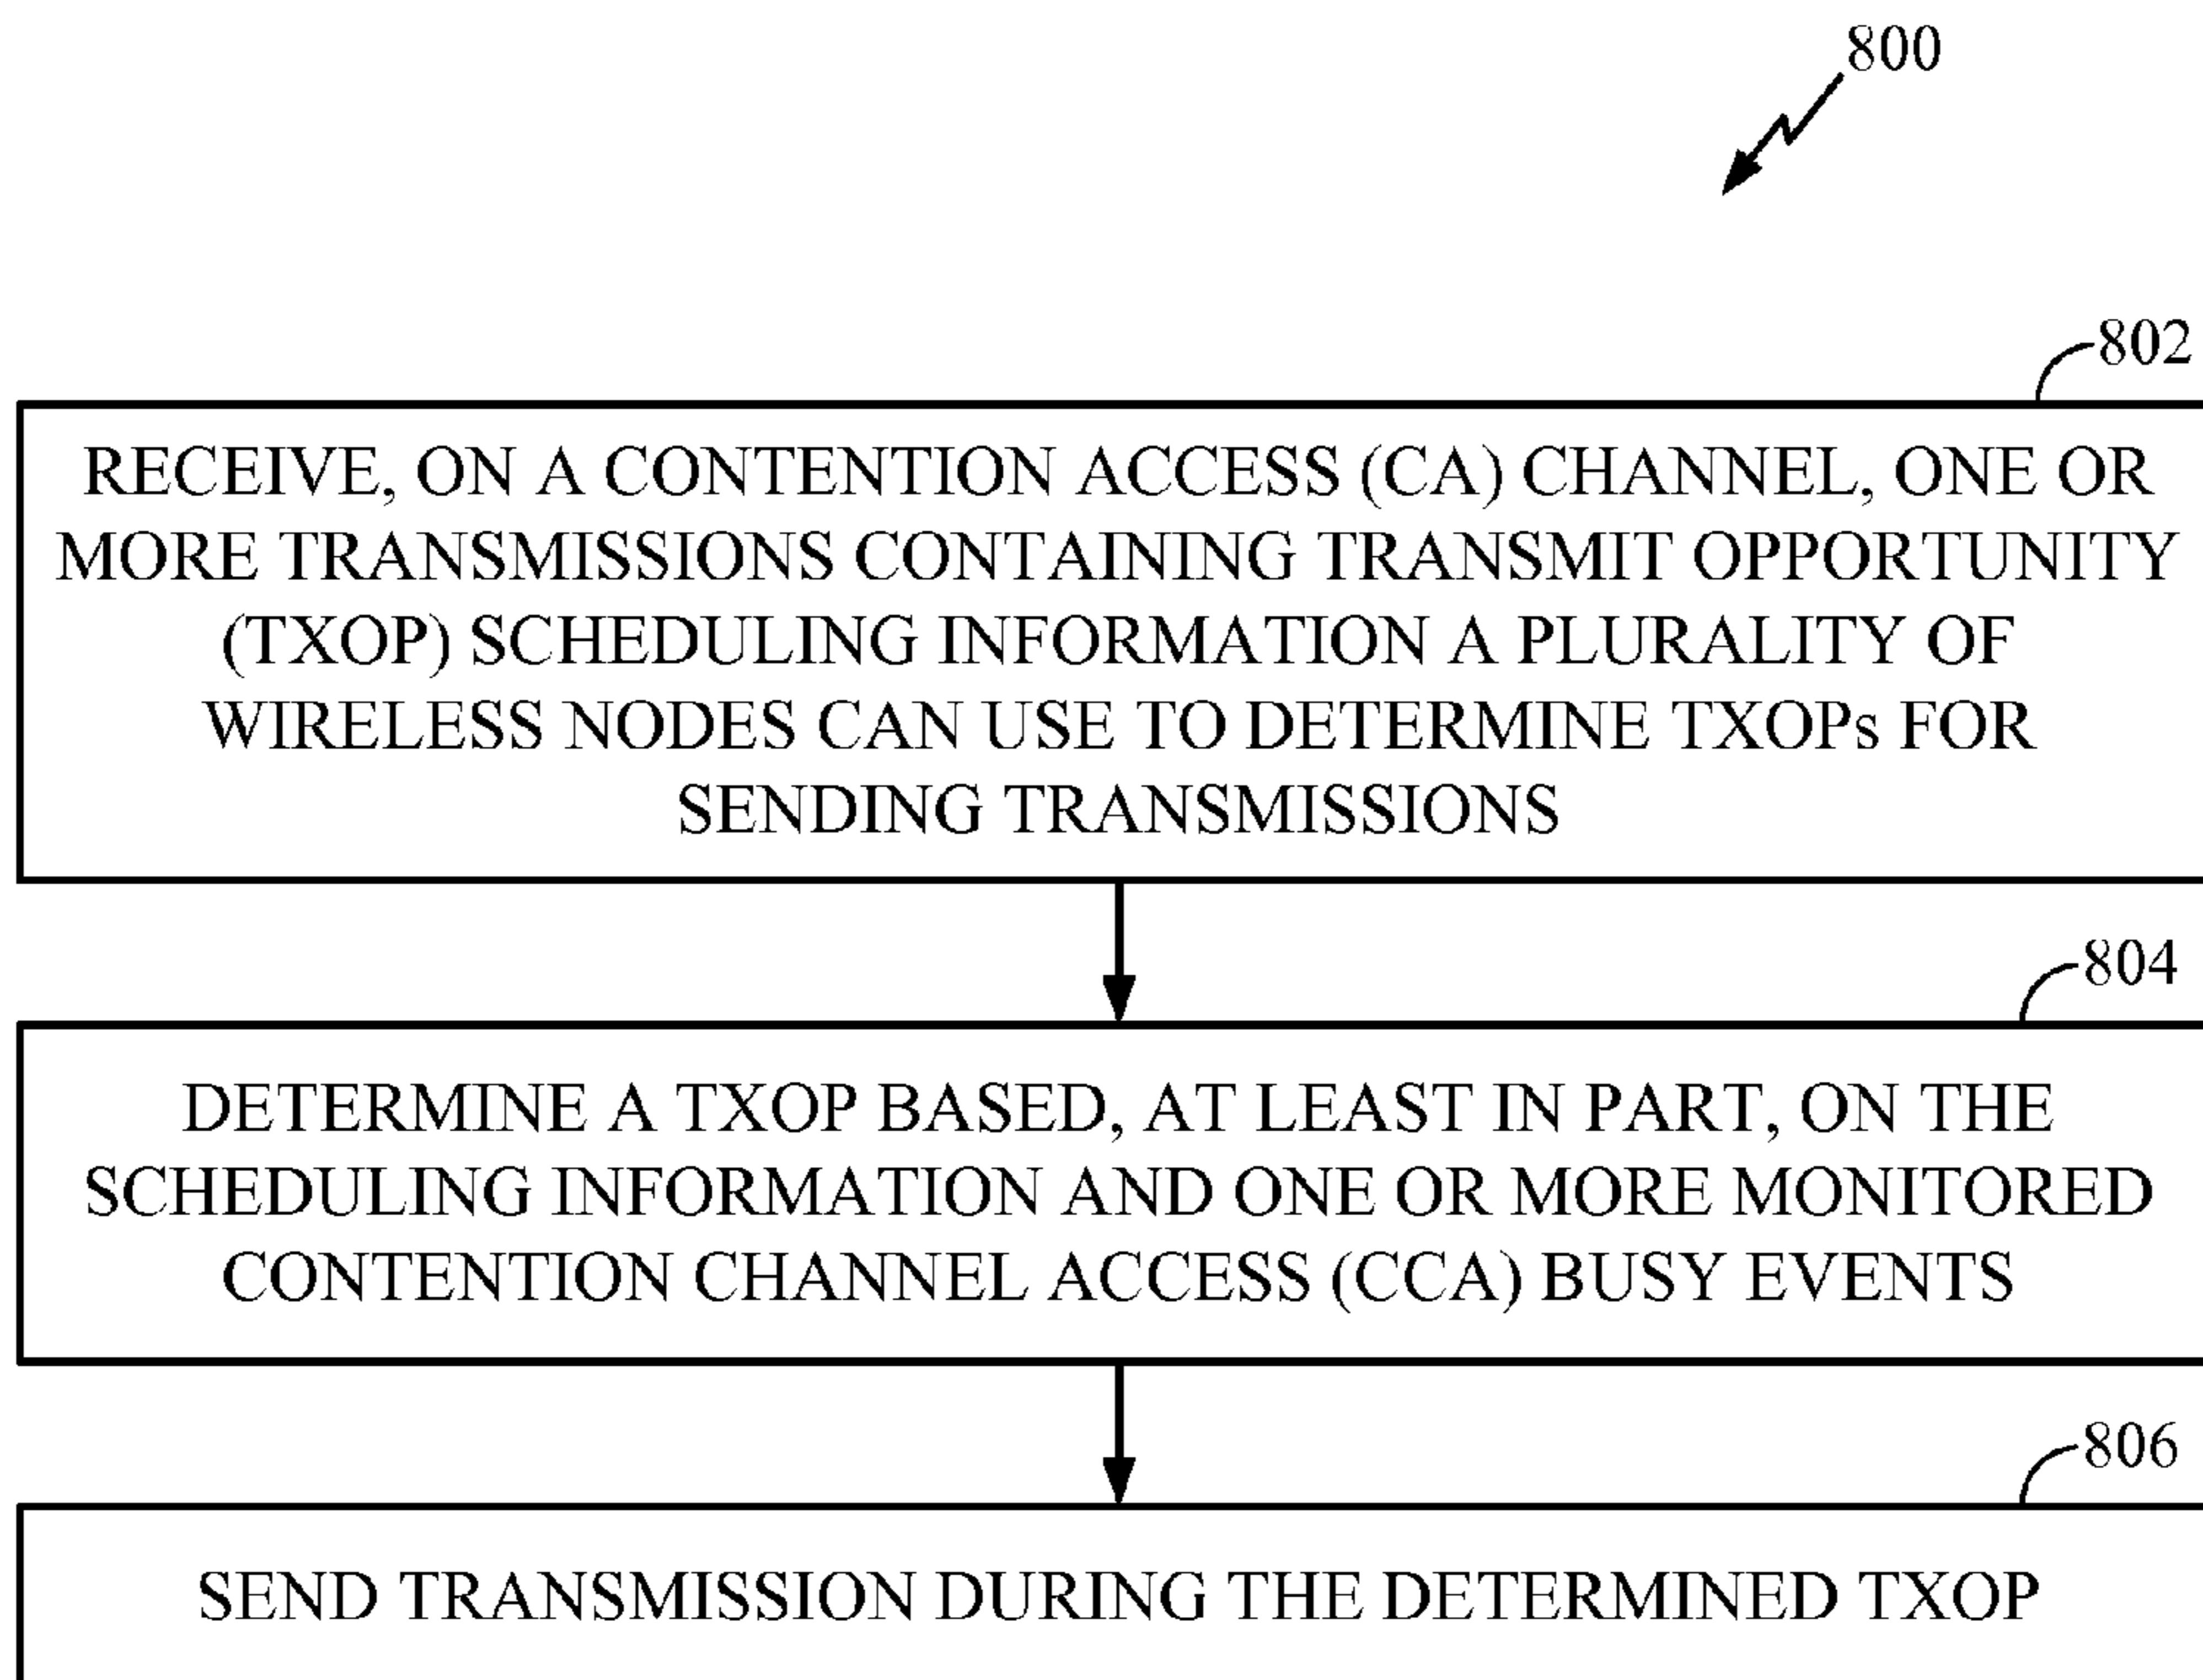 800
802
RECEIVE, ON A CONTENTION ACCESS (CA) CHANNEL, ONE OR
MORE TRANSMISSIONS CONTAINING TRANSMIT OPPORTUNITY
(TXOP) SCHEDULING INFORMATION A PLURALITY OF
WIRELESS NODES CAN USE TO DETERMINE TXOPs FOR
SENDING TRANSMISSIONS
804
DETERMINE A TXOP BASED, AT LEAST IN PART, ON THE
SCHEDULING INFORMATION AND ONE OR MORE MONITORED
CONTENTION CHANNEL ACCESS (CCA) BUSY EVENTS
806
SEND TRANSMISSION DURING THE DETERMINED TXOP